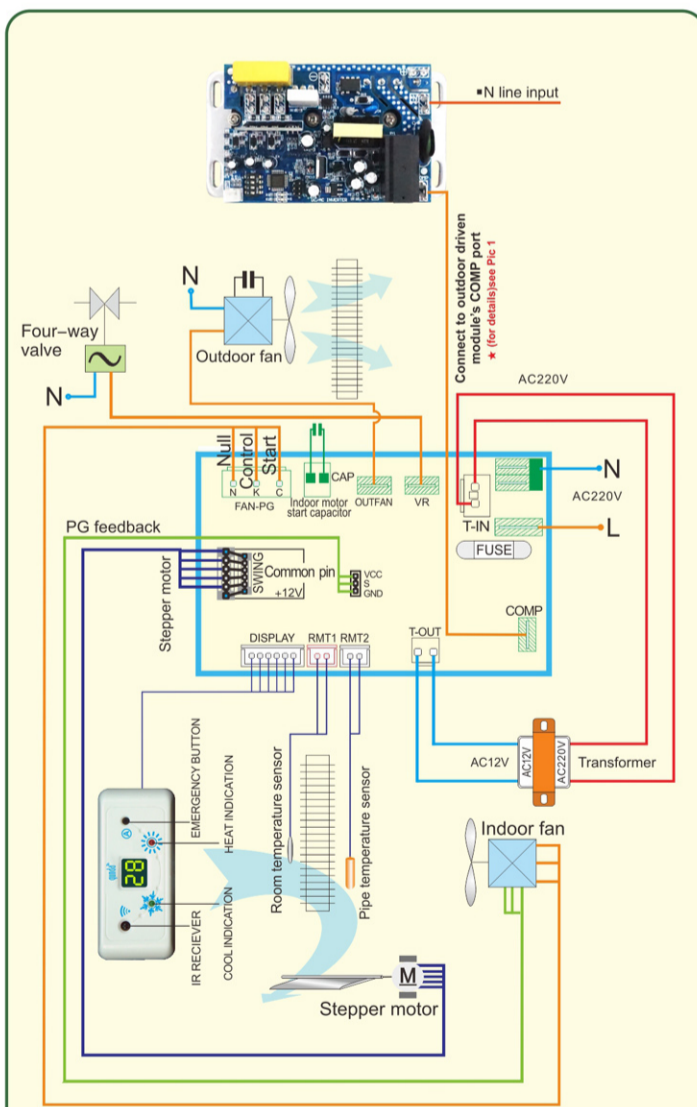 ▪N line input
Connect to outdoor driven
module's COMP port
★ (for details)see Pic 1
N
Outdoor fan
Four-way
valve
N
AC220V
Null
Control
Start
N K C
FAN-PG
CAP
Indoor motor
start capacitor
OUTFAN
VR
T-IN
N
AC220V
L
FUSE
PG feedback
Stepper motor
SWING
Common pin
+12V
VCC
S
GND
COMP
DISPLAY
RMT1
RMT2
T-OUT
AC12V
AC12V
AC220V
Transformer
EMERGENCY BUTTON
HEAT INDICATION
IR RECIEVER
COOL INDICATION
28
Room temperature sensor
Pipe temperature sensor
Indoor fan
M
Stepper motor